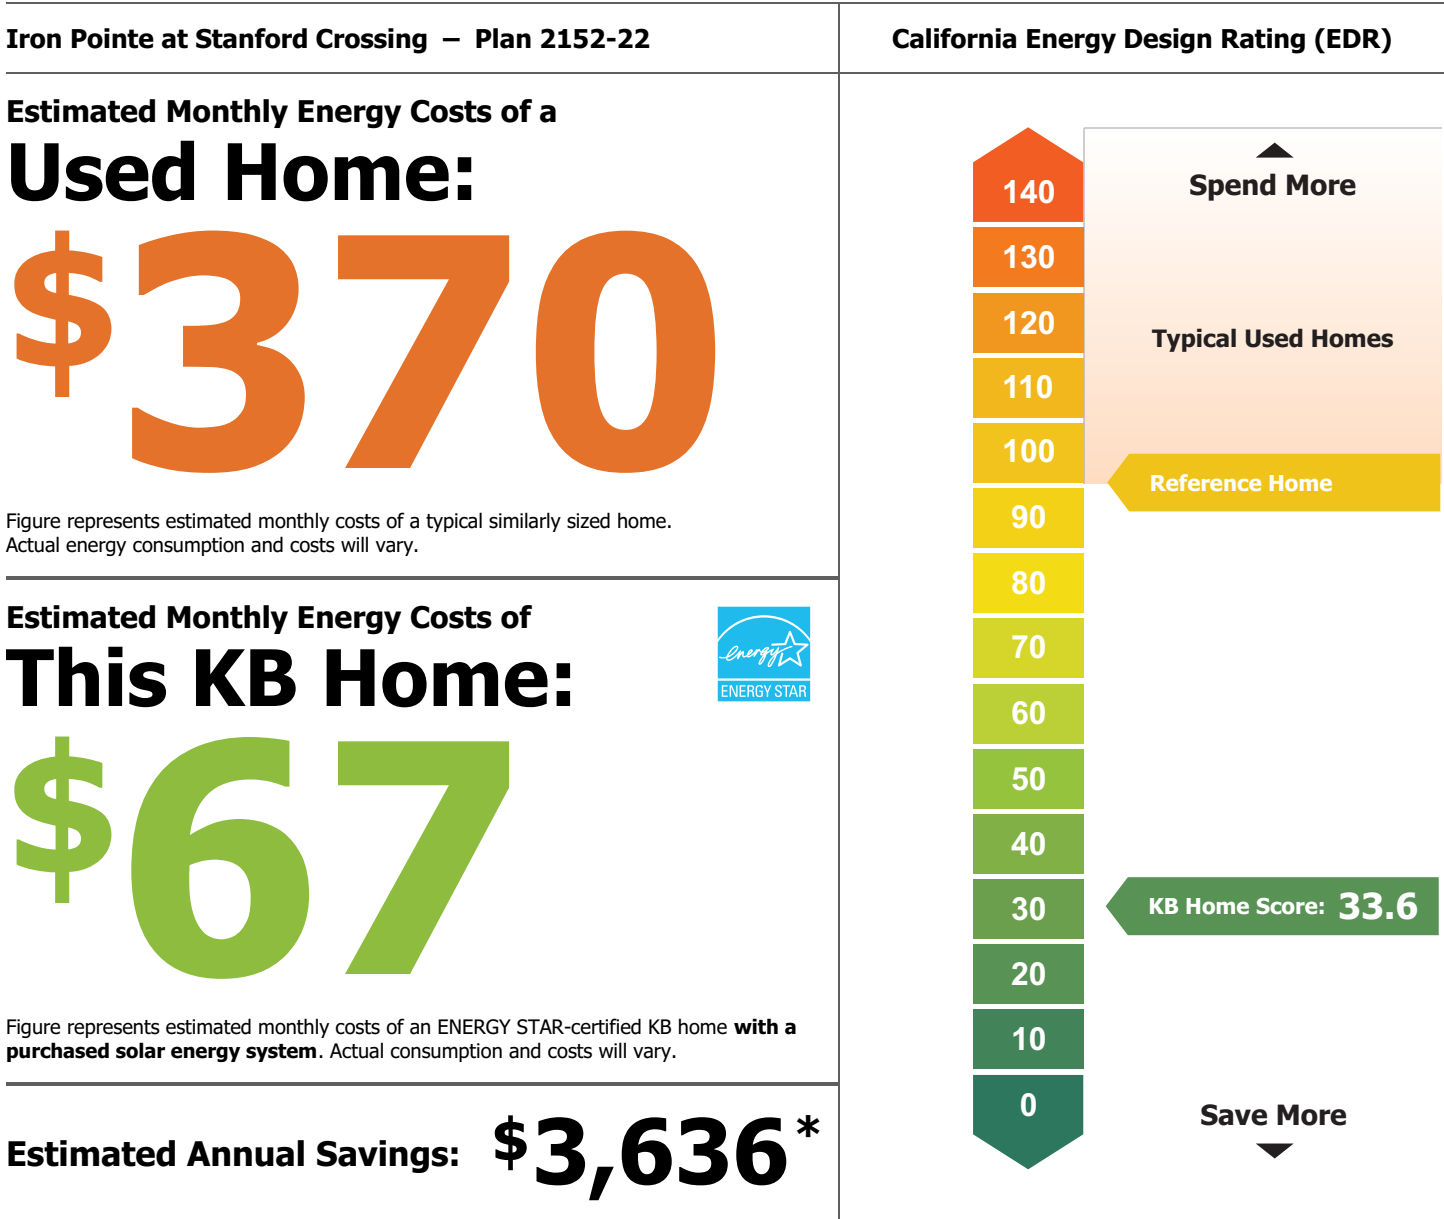 Iron Pointe at Stanford Crossing – Plan 2152-22
Estimated Monthly Energy Costs of a
Used Home:
$370
Figure represents estimated monthly costs of a typical similarly sized home.
Actual energy consumption and costs will vary.
Estimated Monthly Energy Costs of
This KB Home:
energy
ENERGY STAR
$67
Figure represents estimated monthly costs of an ENERGY STAR-certified KB home with a
purchased solar energy system. Actual consumption and costs will vary.
Estimated Annual Savings: $3,636*
California Energy Design Rating (EDR)
140
Spend More
130
120
Typical Used Homes
110
100
Reference Home
90
80
70
60
50
40
30
KB Home Score: 33.6
20
10
0
Save More